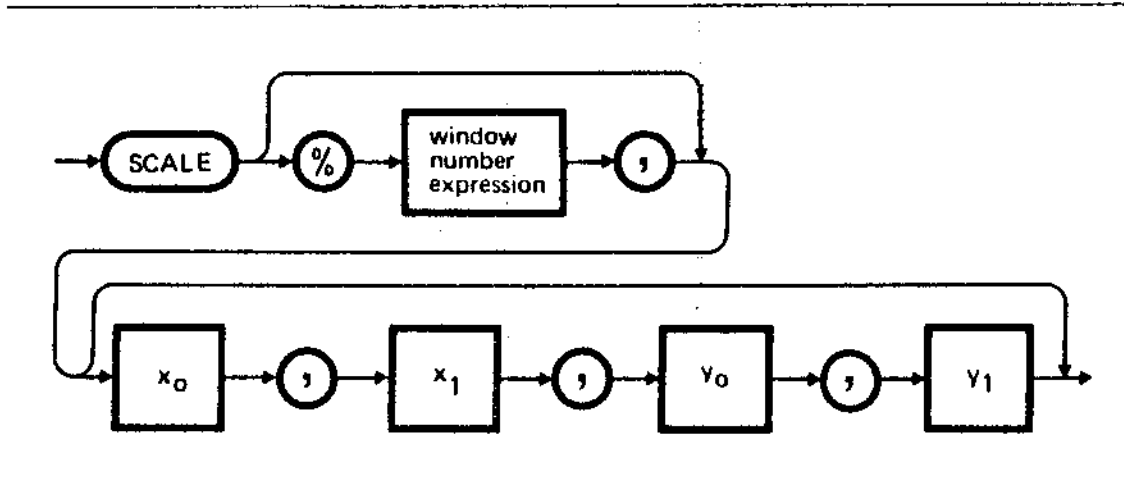 SCALE % window , 
number
expression
x₀ , x₁ , y₀ , y₁